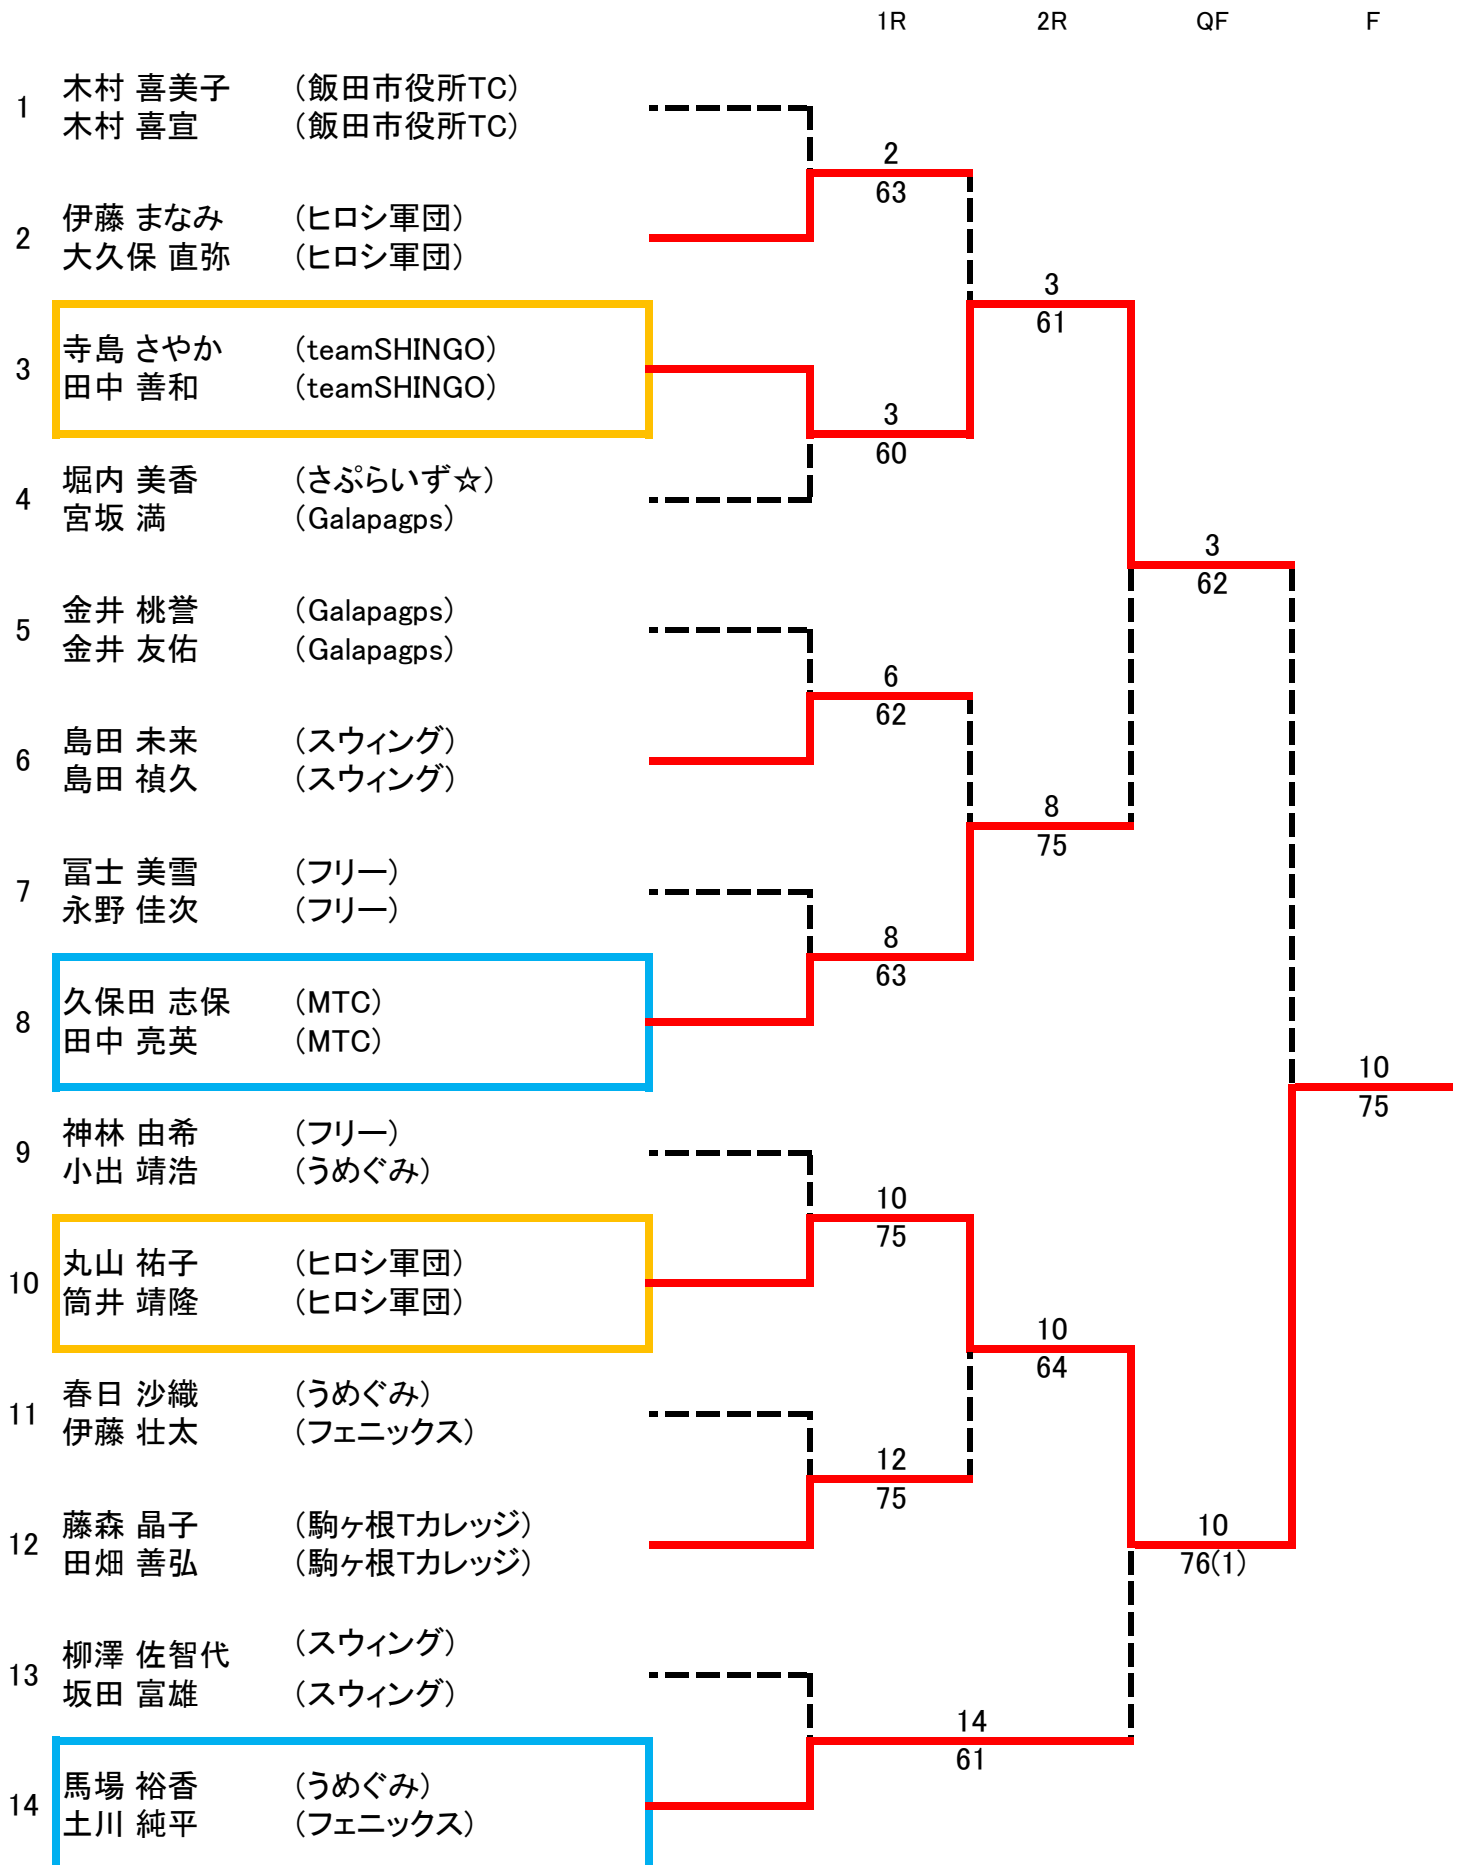 1R 2R QF F
1 木村 喜美子 (飯田市役所TC)
木村 喜宣 (飯田市役所TC)
2
63
2 伊藤 まなみ (ヒロシ軍団)
大久保 直弥 (ヒロシ軍団)
3
61
3 寺島 さやか (teamSHINGO)
田中 善和 (teamSHINGO)
3
60
4 堀内 美香 (さぷらいず☆)
宮坂 満 (Galapagps)
3
62
5 金井 桃誉 (Galapagps)
金井 友佑 (Galapagps)
6
62
6 島田 未来 (スウィング)
島田 禎久 (スウィング)
8
75
7 冨士 美雪 (フリー)
永野 佳次 (フリー)
8
63
8 久保田 志保 (MTC)
田中 亮英 (MTC)
10
75
9 神林 由希 (フリー)
小出 靖浩 (うめぐみ)
10
75
10 丸山 祐子 (ヒロシ軍団)
筒井 靖隆 (ヒロシ軍団)
10
64
11 春日 沙織 (うめぐみ)
伊藤 壮太 (フェニックス)
12
75
12 藤森 晶子 (駒ヶ根Tカレッジ)
田畑 善弘 (駒ヶ根Tカレッジ)
10
76(1)
13 柳澤 佐智代 (スウィング)
坂田 富雄 (スウィング)
14
61
14 馬場 裕香 (うめぐみ)
土川 純平 (フェニックス)